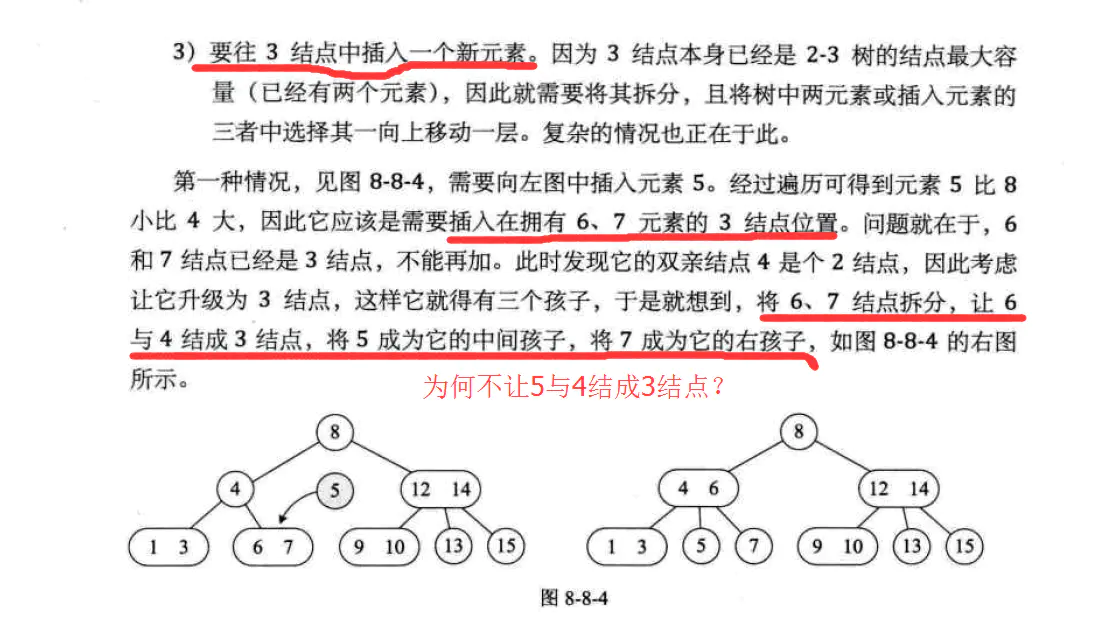 3）要往 3 结点中插入一个新元素。因为 3 结点本身已经是 2-3 树的结点最大容
量（已经有两个元素），因此就需要将其拆分，且将树中两元素或插入元素的
三者中选择其一向上移动一层。复杂的情况也正在于此。
第一种情况，见图 8-8-4，需要向左图中插入元素 5。经过遍历可得到元素 5 比 8
小比 4 大，因此它应该是需要插入在拥有 6、7 元素的 3 结点位置。问题就在于，6
和 7 结点已经是 3 结点，不能再加。此时发现它的双亲结点 4 是个 2 结点，因此考虑
让它升级为 3 结点，这样它就得有三个孩子，于是就想到，将 6、7 结点拆分，让 6
与 4 结成 3 结点，将 5 成为它的中间孩子，将 7 成为它的右孩子，如图 8-8-4 的右图
所示。
为何不让5与4结成3结点？
8 8
4 5 12 14 4 6 12 14
1 3 6 7 9 10 13 15 1 3 5 7 9 10 13 15
图 8-8-4